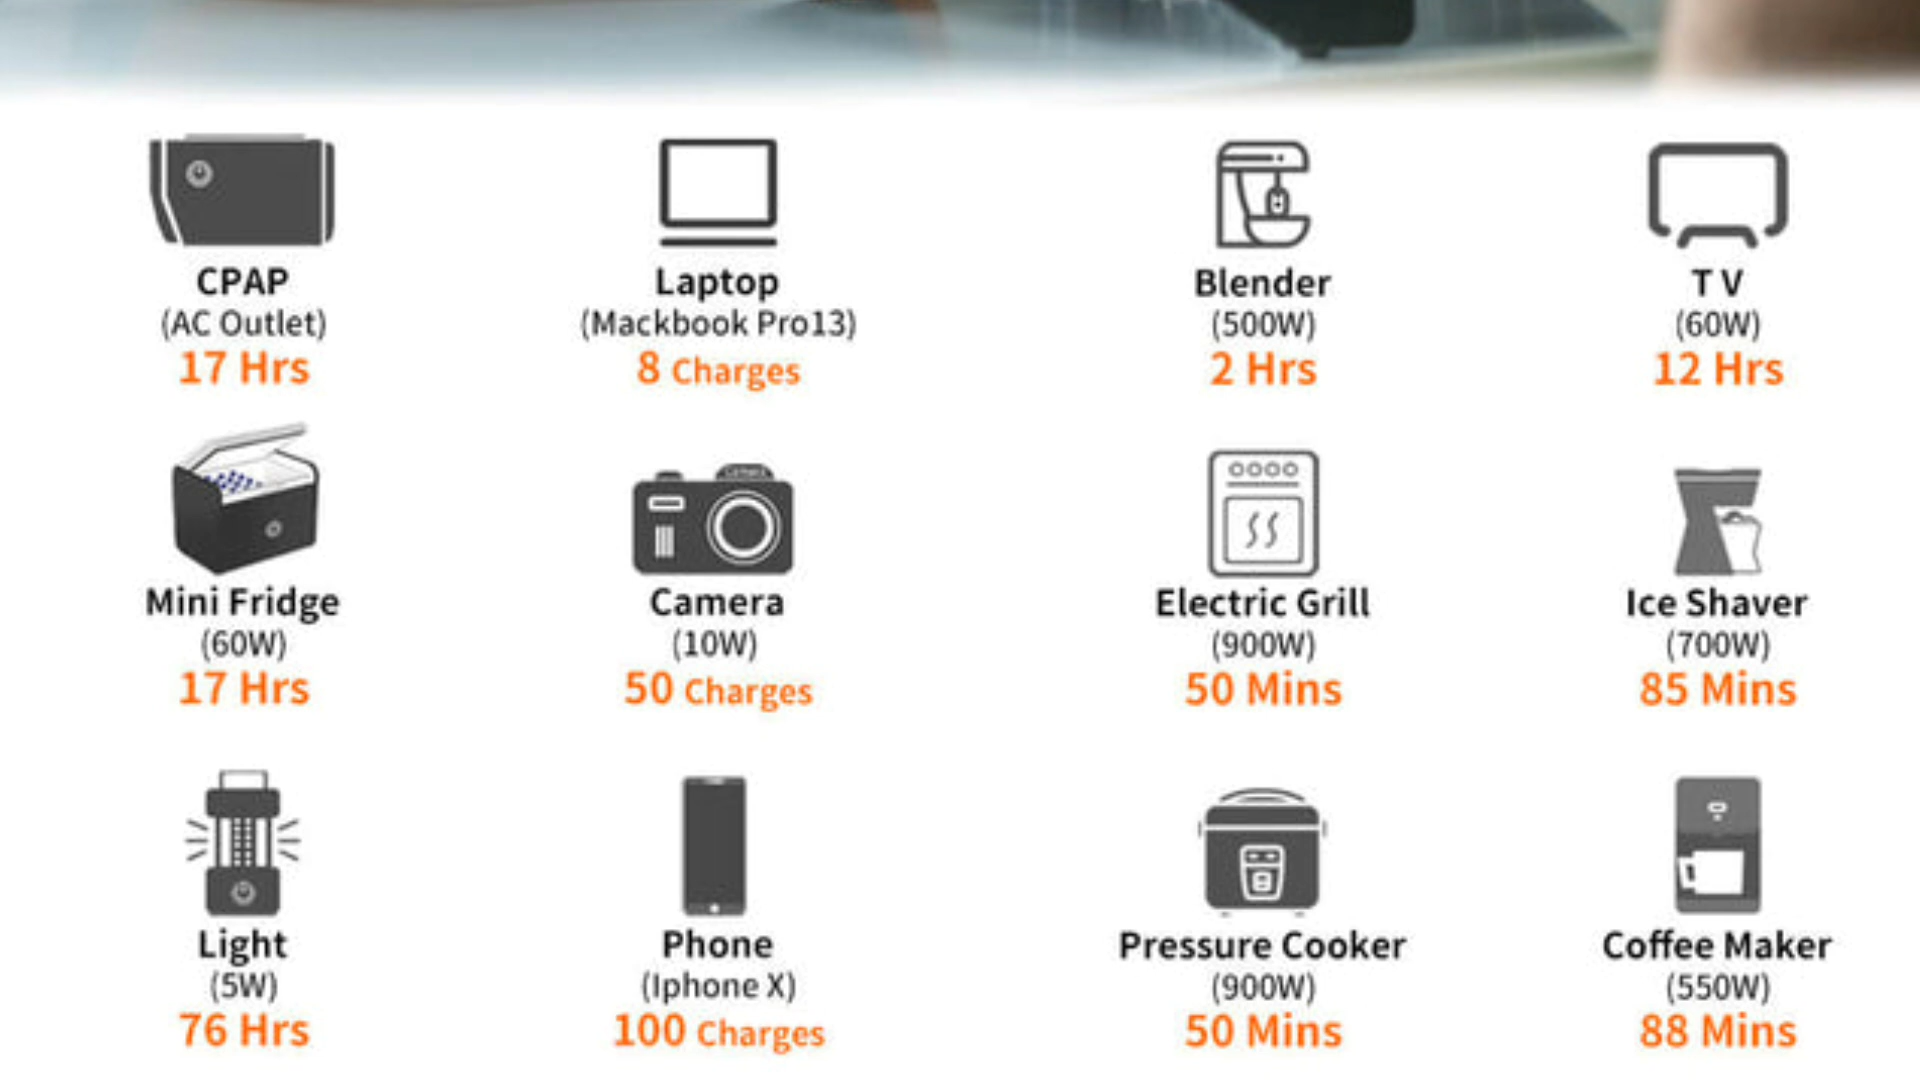 CPAP
(AC Outlet)
17 Hrs
Laptop
(Mackbook Pro13)
8 Charges
Blender
(500W)
2 Hrs
T V
(60W)
12 Hrs
Mini Fridge
(60W)
17 Hrs
Camera
Camera
(10W)
50 Charges
Electric Grill
(900W)
50 Mins
Ice Shaver
(700W)
85 Mins
Light
(5W)
76 Hrs
Phone
(Iphone X)
100 Charges
Pressure Cooker
(900W)
50 Mins
Coffee Maker
(550W)
88 Mins